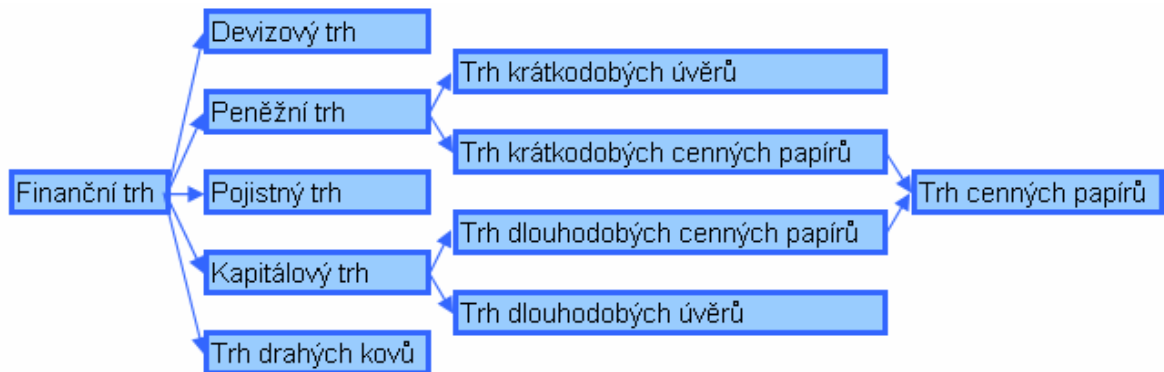 Devizový trh
Trh krátkodobých úvěrů
Peněžní trh
Trh krátkodobých cenných papírů
Finanční trh
Pojistný trh
Trh cenných papírů
Trh dlouhodobých cenných papírů
Kapitálový trh
Trh dlouhodobých úvěrů
Trh drahých kovů